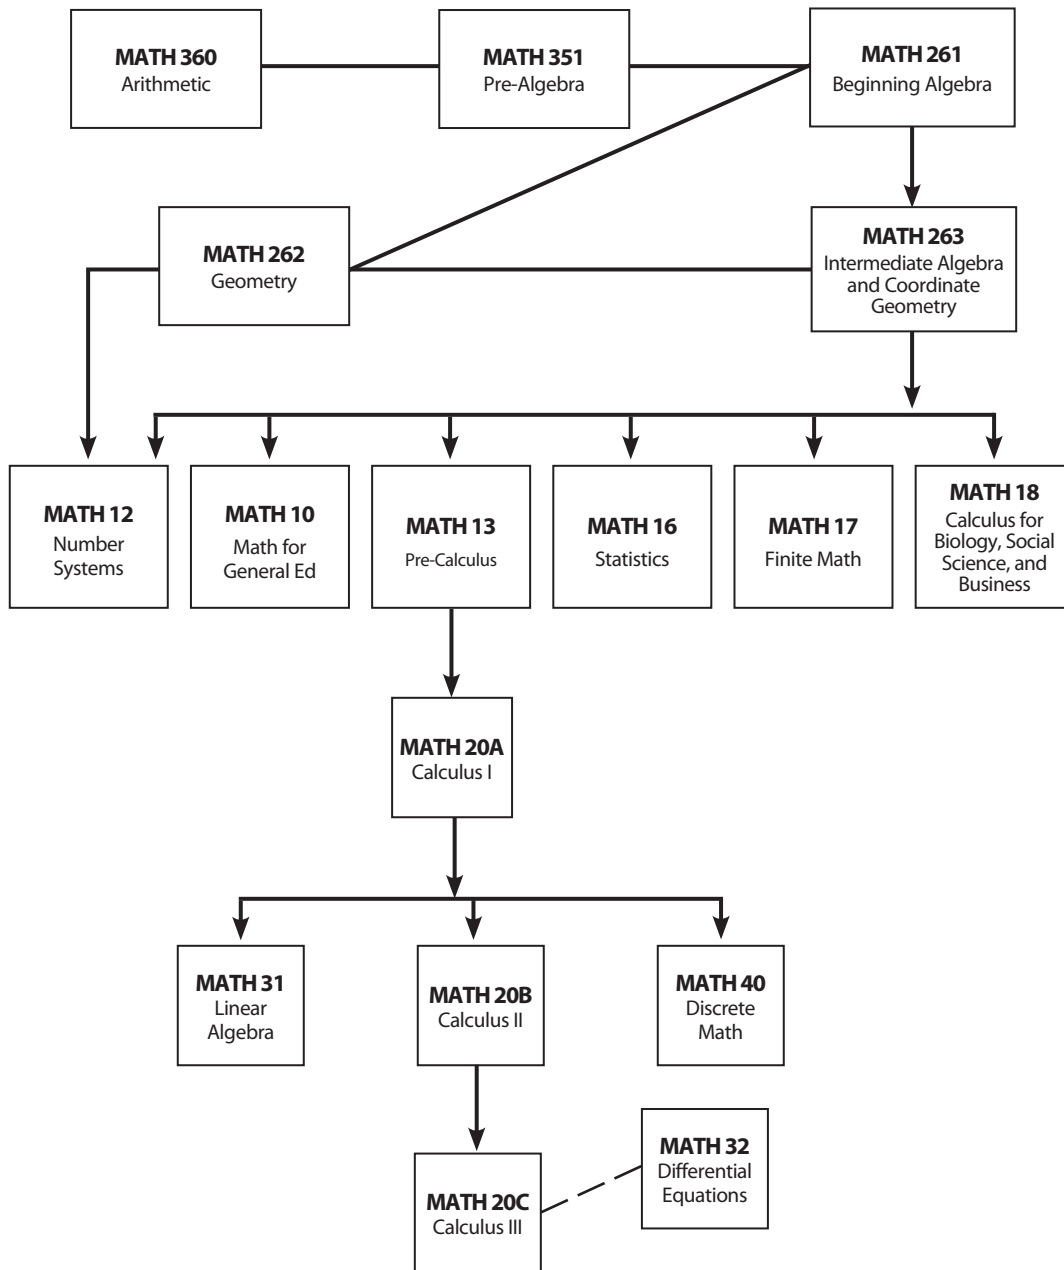 MATH 360
Arithmetic
MATH 351
Pre-Algebra
MATH 261
Beginning Algebra
MATH 262
Geometry
MATH 263
Intermediate Algebra
and Coordinate
Geometry
MATH 12
Number
Systems
MATH 10
Math for
General Ed
MATH 13
Pre-Calculus
MATH 16
Statistics
MATH 17
Finite Math
MATH 18
Calculus for
Biology, Social
Science, and
Business
MATH 20A
Calculus I
MATH 31
Linear
Algebra
MATH 20B
Calculus II
MATH 40
Discrete
Math
MATH 32
Differential
Equations
MATH 20C
Calculus III